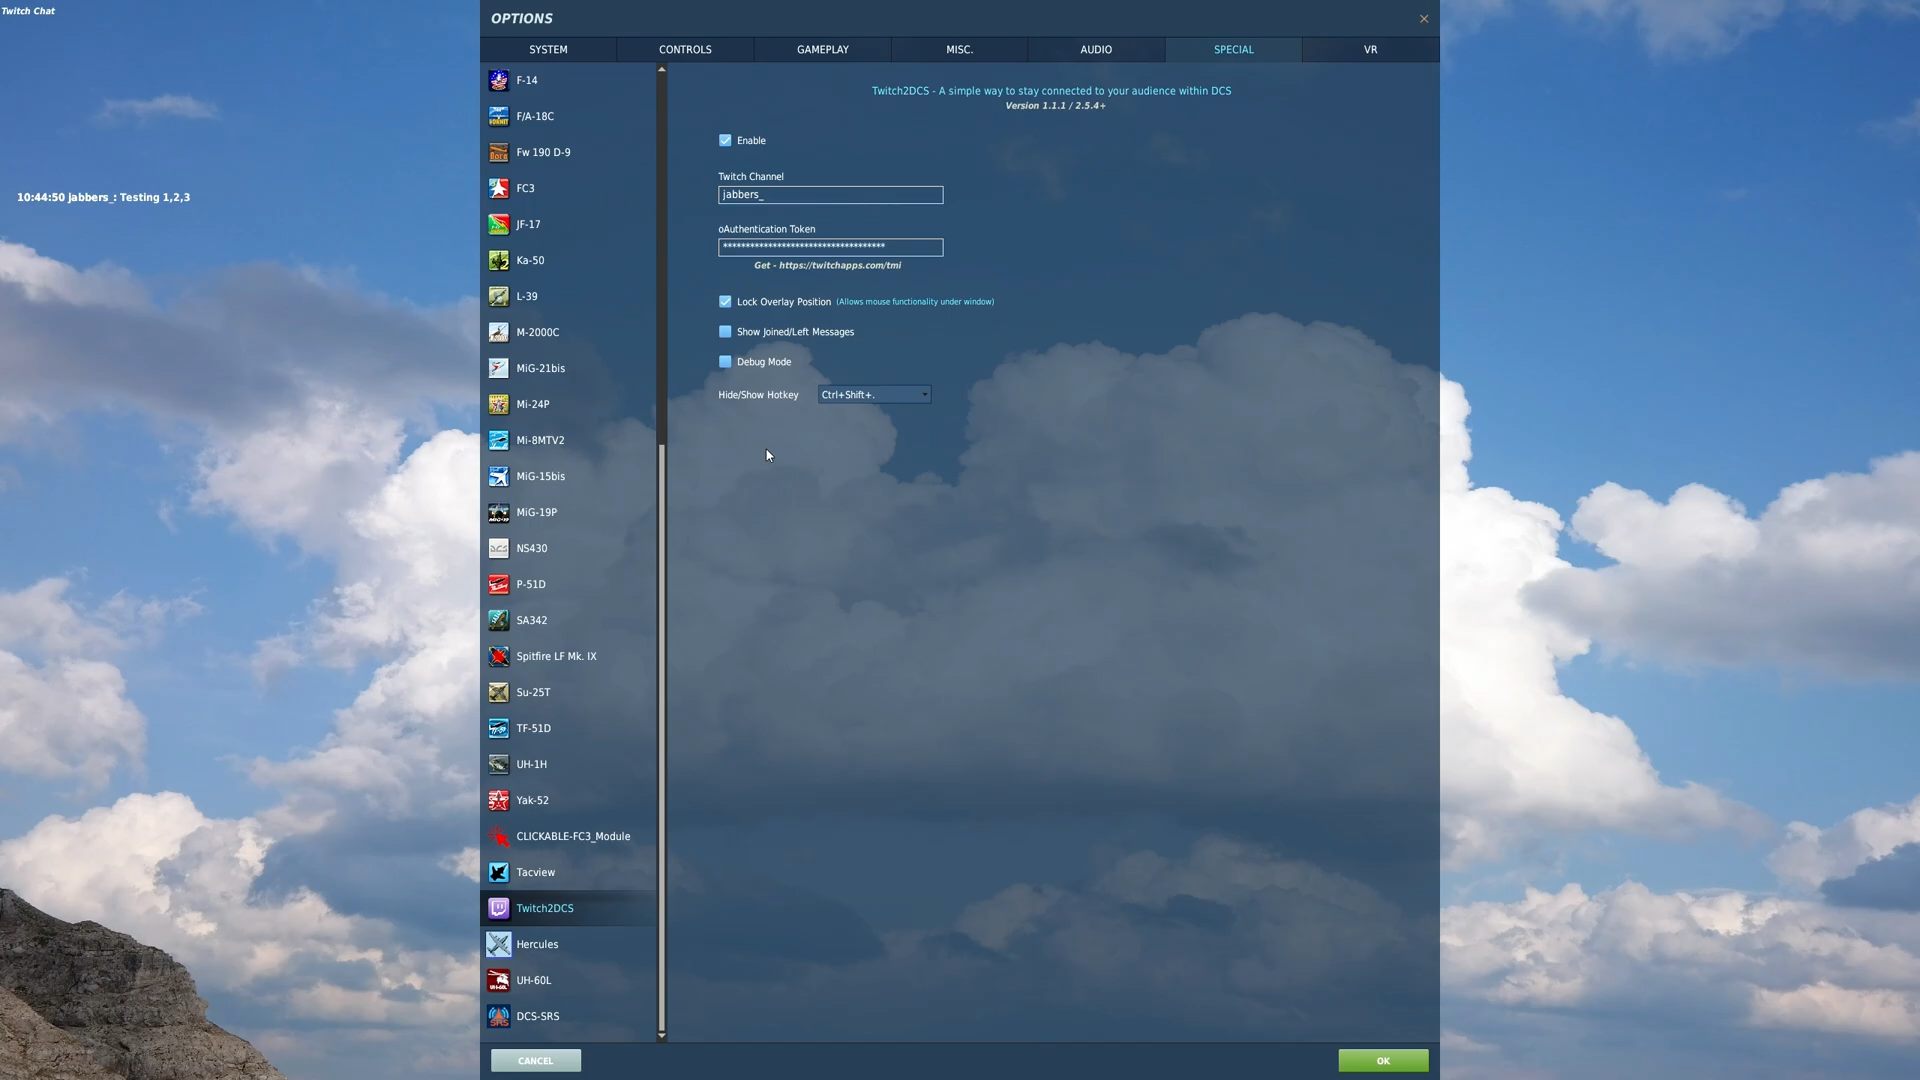 Twitch Chat
10:44:50 jabbers_: Testing 1,2,3
OPTIONS
SYSTEM
CONTROLS
GAMEPLAY
MISC.
AUDIO
SPECIAL
VR
F-14
F/A-18C
Fw 190 D-9
FC3
JF-17
Ka-50
L-39
M-2000C
MiG-21bis
Mi-24P
Mi-8MTV2
MiG-15bis
MiG-19P
NS430
P-51D
SA342
Spitfire LF Mk. IX
Su-25T
TF-51D
UH-1H
Yak-52
CLICKABLE-FC3_Module
Tacview
Twitch2DCS
Hercules
UH-60L
DCS-SRS
Twitch2DCS - A simple way to stay connected to your audience within DCS
Version 1.1.1 / 2.5.4+
Enable
Twitch Channel
jabbers_
oAuthentication Token
************************************
Get - https://twitchapps.com/tmi
Lock Overlay Position (Allows mouse functionality under window)
Show Joined/Left Messages
Debug Mode
Hide/Show Hotkey Ctrl+Shift+.
CANCEL
OK